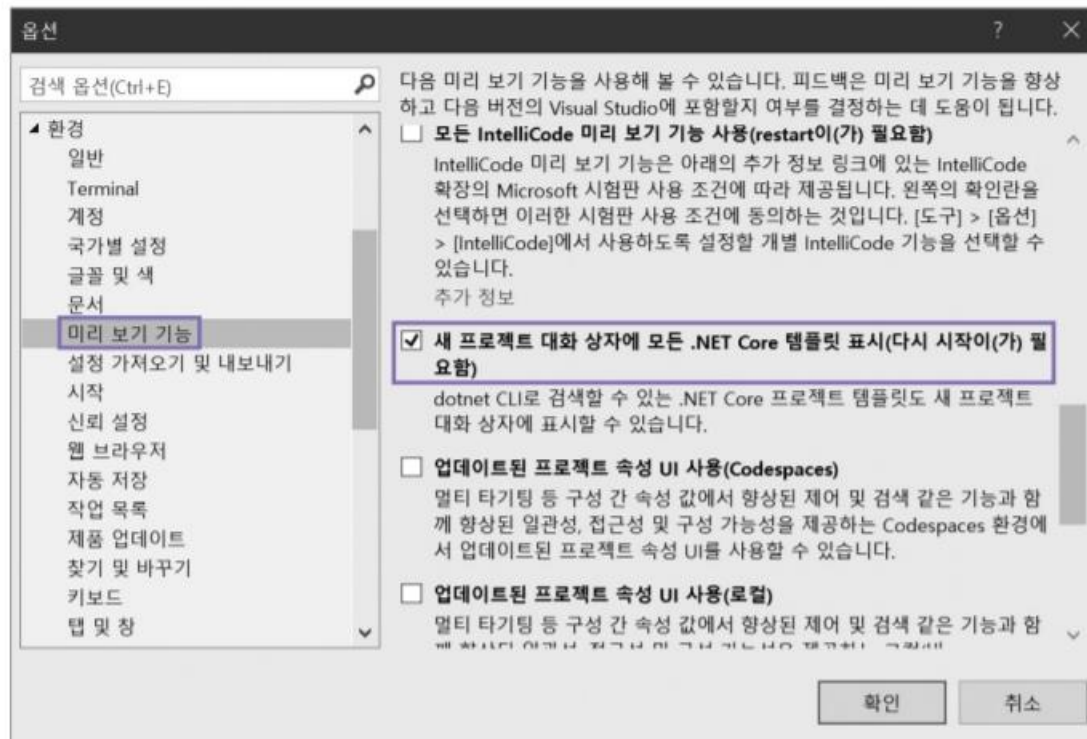 옵션
검색 옵션(Ctrl+E)
환경
일반
Terminal
계정
국가별 설정
글꼴 및 색
문서
미리 보기 기능
설정 가져오기 및 내보내기
시작
신뢰 설정
웹 브라우저
자동 저장
작업 목록
제품 업데이트
찾기 및 바꾸기
키보드
탭 및 창
다음 미리 보기 기능을 사용해 볼 수 있습니다. 피드백은 미리 보기 기능을 향상
하고 다음 버전의 Visual Studio에 포함할지 여부를 결정하는 데 도움이 됩니다.
모든 IntelliCode 미리 보기 기능 사용(restart이(가) 필요함)
IntelliCode 미리 보기 기능은 아래의 추가 정보 링크에 있는 IntelliCode
확장의 Microsoft 시험판 사용 조건에 따라 제공됩니다. 왼쪽의 확인란을
선택하면 이러한 시험판 사용 조건에 동의하는 것입니다. [도구] > [옵션]
> [IntelliCode]에서 사용하도록 설정할 개별 IntelliCode 기능을 선택할 수
있습니다.
추가 정보
새 프로젝트 대화 상자에 모든 .NET Core 템플릿 표시(다시 시작이(가) 필
요함)
dotnet CLI로 검색할 수 있는 .NET Core 프로젝트 템플릿도 새 프로젝트
대화 상자에 표시할 수 있습니다.
업데이트된 프로젝트 속성 UI 사용(Codespaces)
멀티 타기팅 등 구성 간 속성 값에서 향상된 제어 및 검색 같은 기능과 함
께 향상된 일관성, 접근성 및 구성 가능성을 제공하는 Codespaces 환경에
서 업데이트된 프로젝트 속성 UI를 사용할 수 있습니다.
업데이트된 프로젝트 속성 UI 사용(로컬)
멀티 타기팅 등 구성 간 속성 값에서 향상된 제어 및 검색 같은 기능과 함
확인
취소